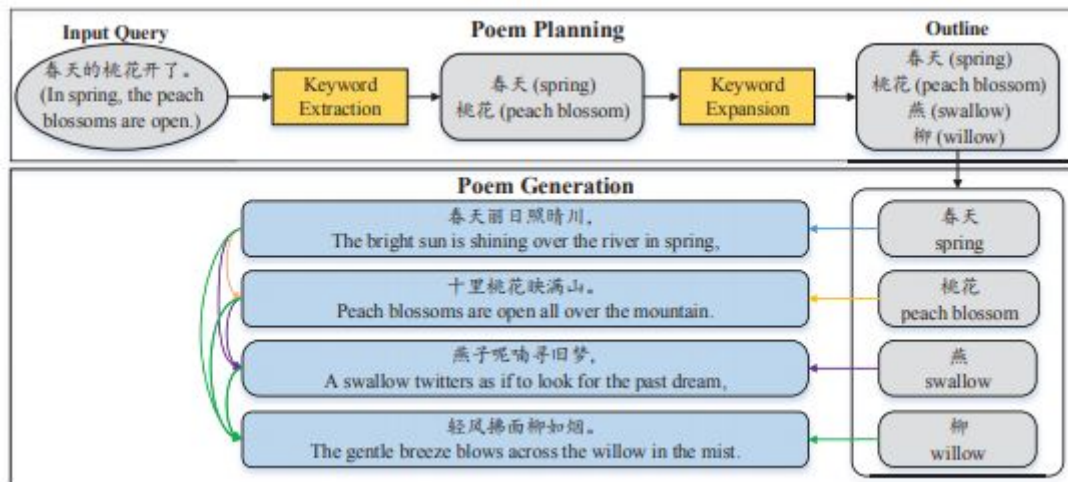 Poem Planning
Input Query
春天的桃花开了。
(In spring, the peach
blossoms are open.)
Keyword
Extraction
春天 (spring)
桃花 (peach blossom)
Keyword
Expansion
Outline
春天 (spring)
桃花 (peach blossom)
燕 (swallow)
柳 (willow)
Poem Generation
春天丽日照晴川，
The bright sun is shining over the river in spring,
春天
spring
十里桃花映满山。
Peach blossoms are open all over the mountain.
桃花
peach blossom
燕子呢喃寻旧梦，
A swallow twitters as if to look for the past dream,
燕
swallow
轻风拂面柳如烟。
The gentle breeze blows across the willow in the mist.
柳
willow